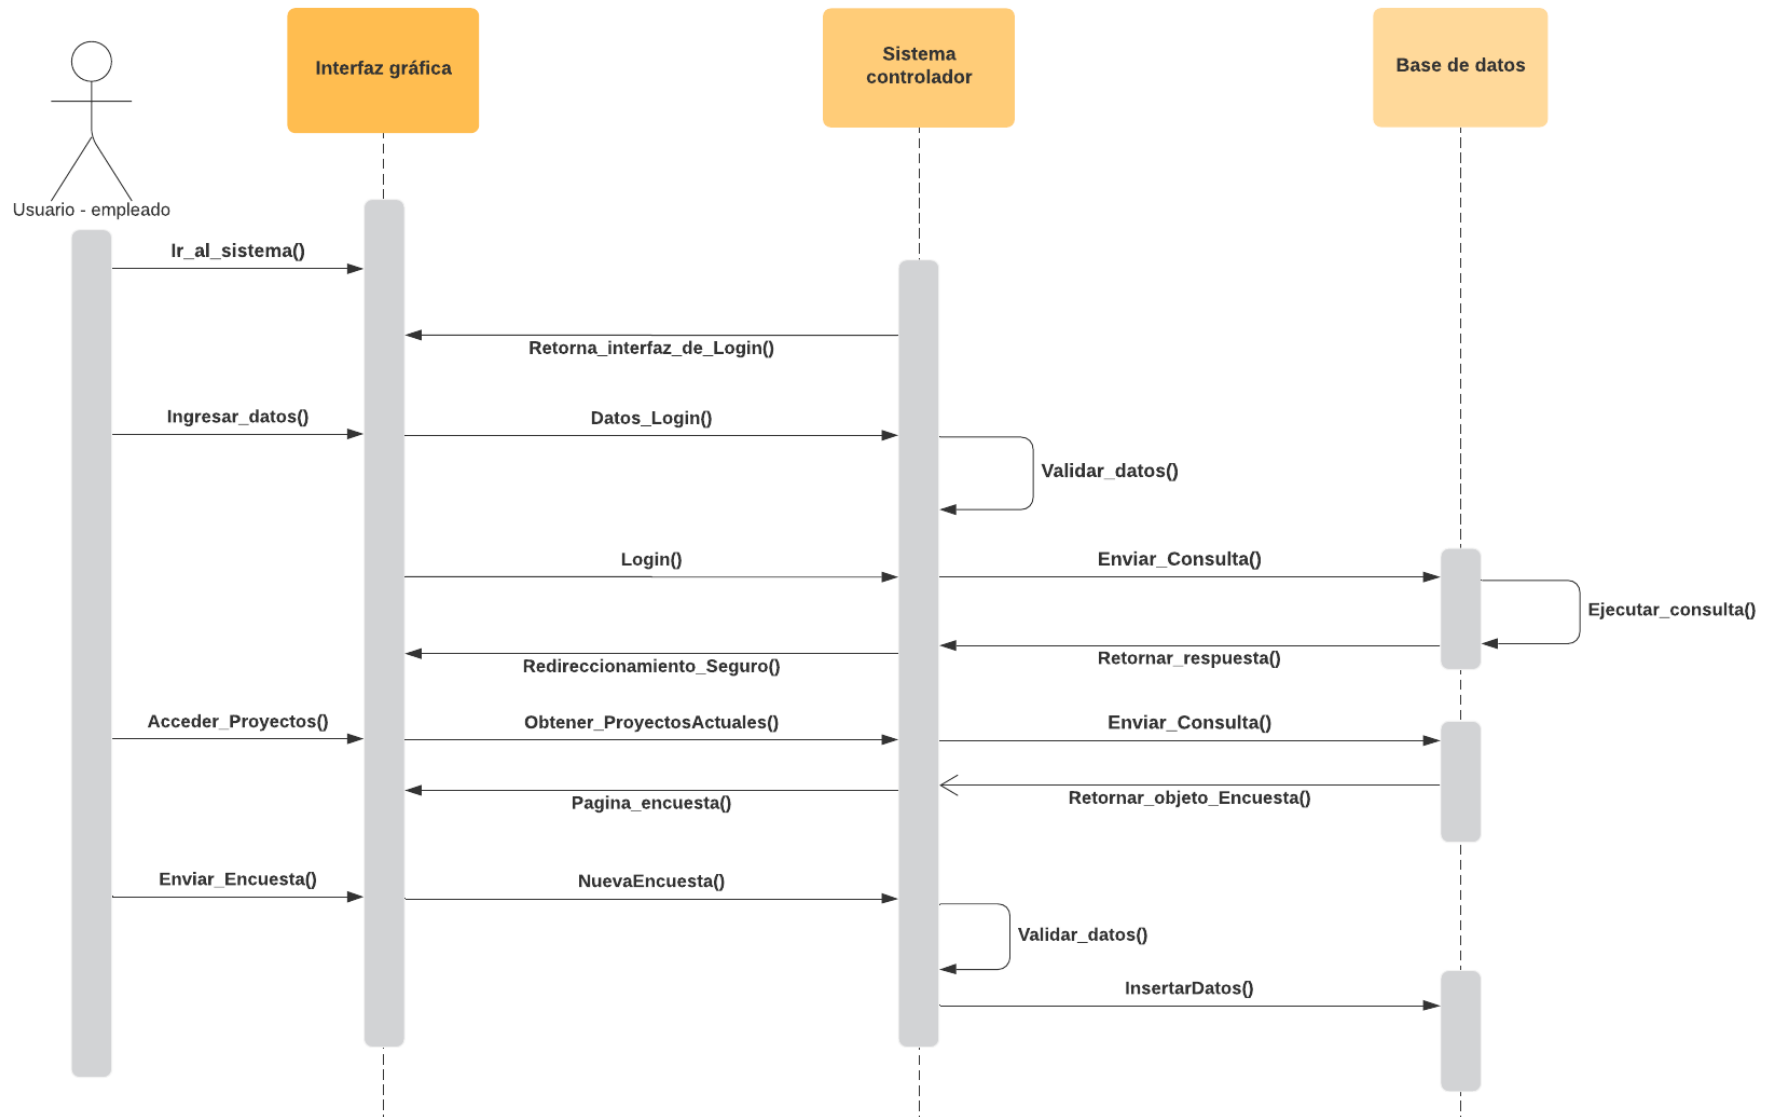 Interfaz gráfica
Sistema
controlador
Base de datos
Usuario - empleado
Ir_al_sistema()
Retorna_interfaz_de_Login()
Ingresar_datos()
Datos_Login()
Validar_datos()
Login()
Enviar_Consulta()
Ejecutar_consulta()
Retornar_respuesta()
Redireccionamiento_Seguro()
Acceder_Proyectos()
Obtener_ProyectosActuales()
Enviar_Consulta()
Retornar_objeto_Encuesta()
Pagina_encuesta()
Enviar_Encuesta()
NuevaEncuesta()
Validar_datos()
InsertarDatos()